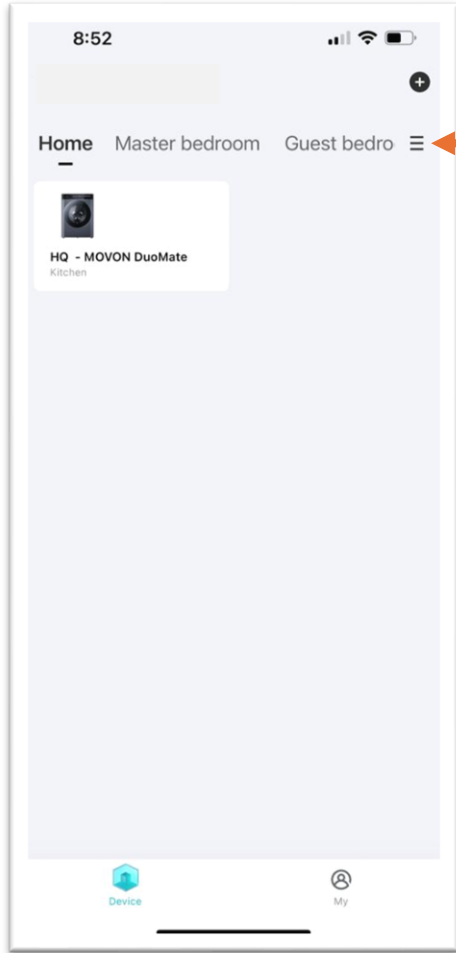 8:52
Home Master bedroom Guest bedro
HQ - MOVON DuoMate
Kitchen
Device My